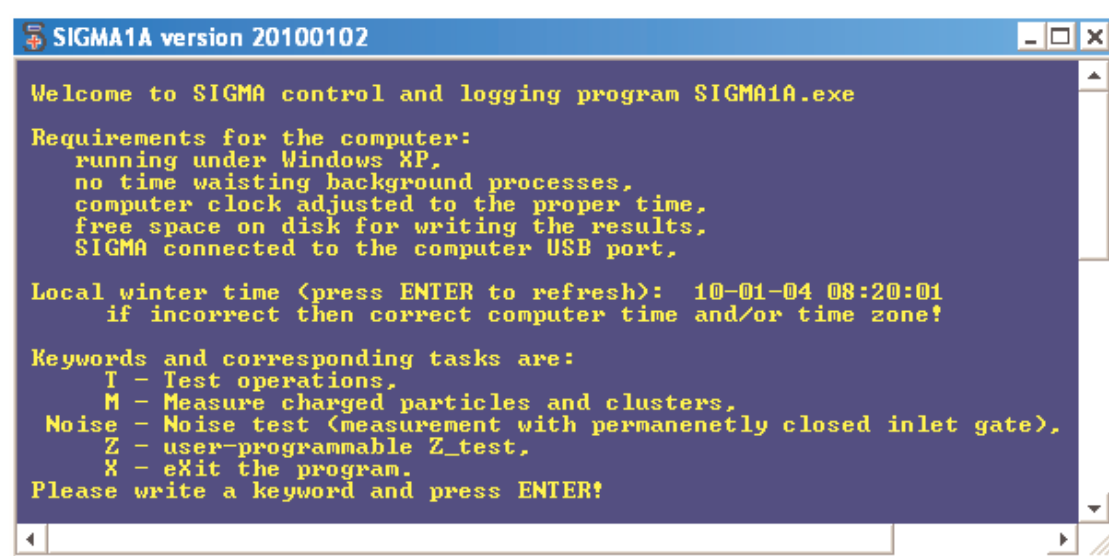 SIGMA1A version 20100102
Welcome to SIGMA control and logging program SIGMA1A.exe
Requirements for the computer:
running under Windows XP,
no time waisting background processes,
computer clock adjusted to the proper time,
free space on disk for writing the results,
SIGMA connected to the computer USB port,
Local winter time (press ENTER to refresh): 10-01-04 08:20:01
if incorrect then correct computer time and/or time zone!
Keywords and corresponding tasks are:
T - Test operations,
M - Measure charged particles and clusters,
Noise - Noise test (measurement with permanenetly closed inlet gate),
Z - user-programmable Z_test,
X - eXit the program.
Please write a keyword and press ENTER!